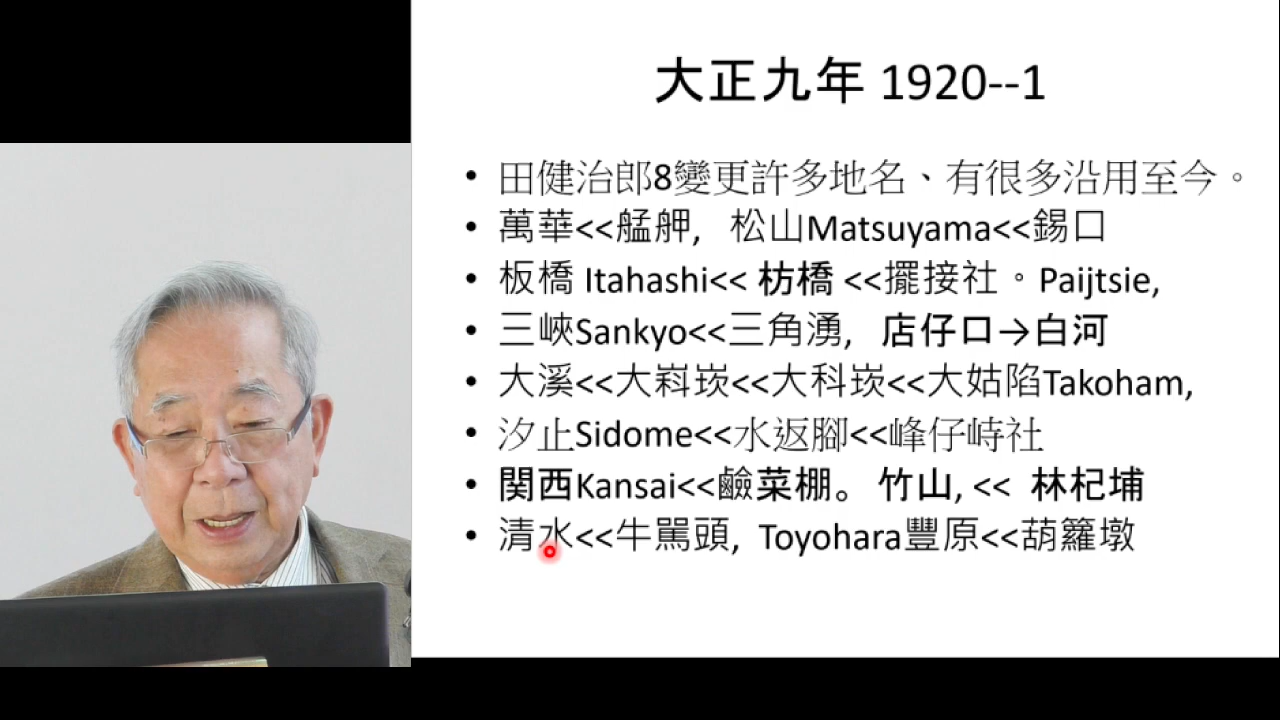 大正九年 1920--1
• 田健治郎8變更許多地名、有很多沿用至今。
• 萬華<<艋舺, 松山Matsuyama<<錫口
• 板橋 Itahashi<< 枋橋 <<擺接社。Paijtsie,
• 三峽Sankyo<<三角湧, 店仔口→白河
• 大溪<<大嵙崁<<大科崁<<大姑陷Takoham,
• 汐止Sidome<<水返腳<<峰仔峙社
• 関西Kansai<<鹼菜棚。 竹山, << 林杞埔
• 清水<<牛罵頭, Toyohara豐原<<葫籮墩